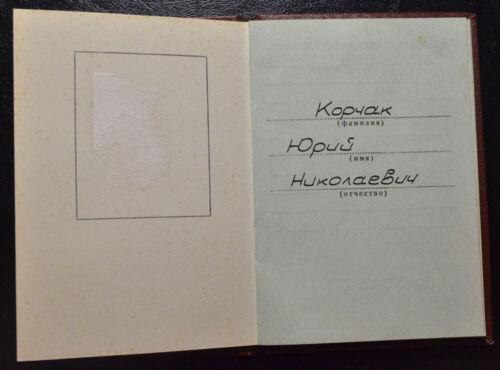 Корчак
(фамилия)
Юрий
(имя)
Николаевич
(отчество)